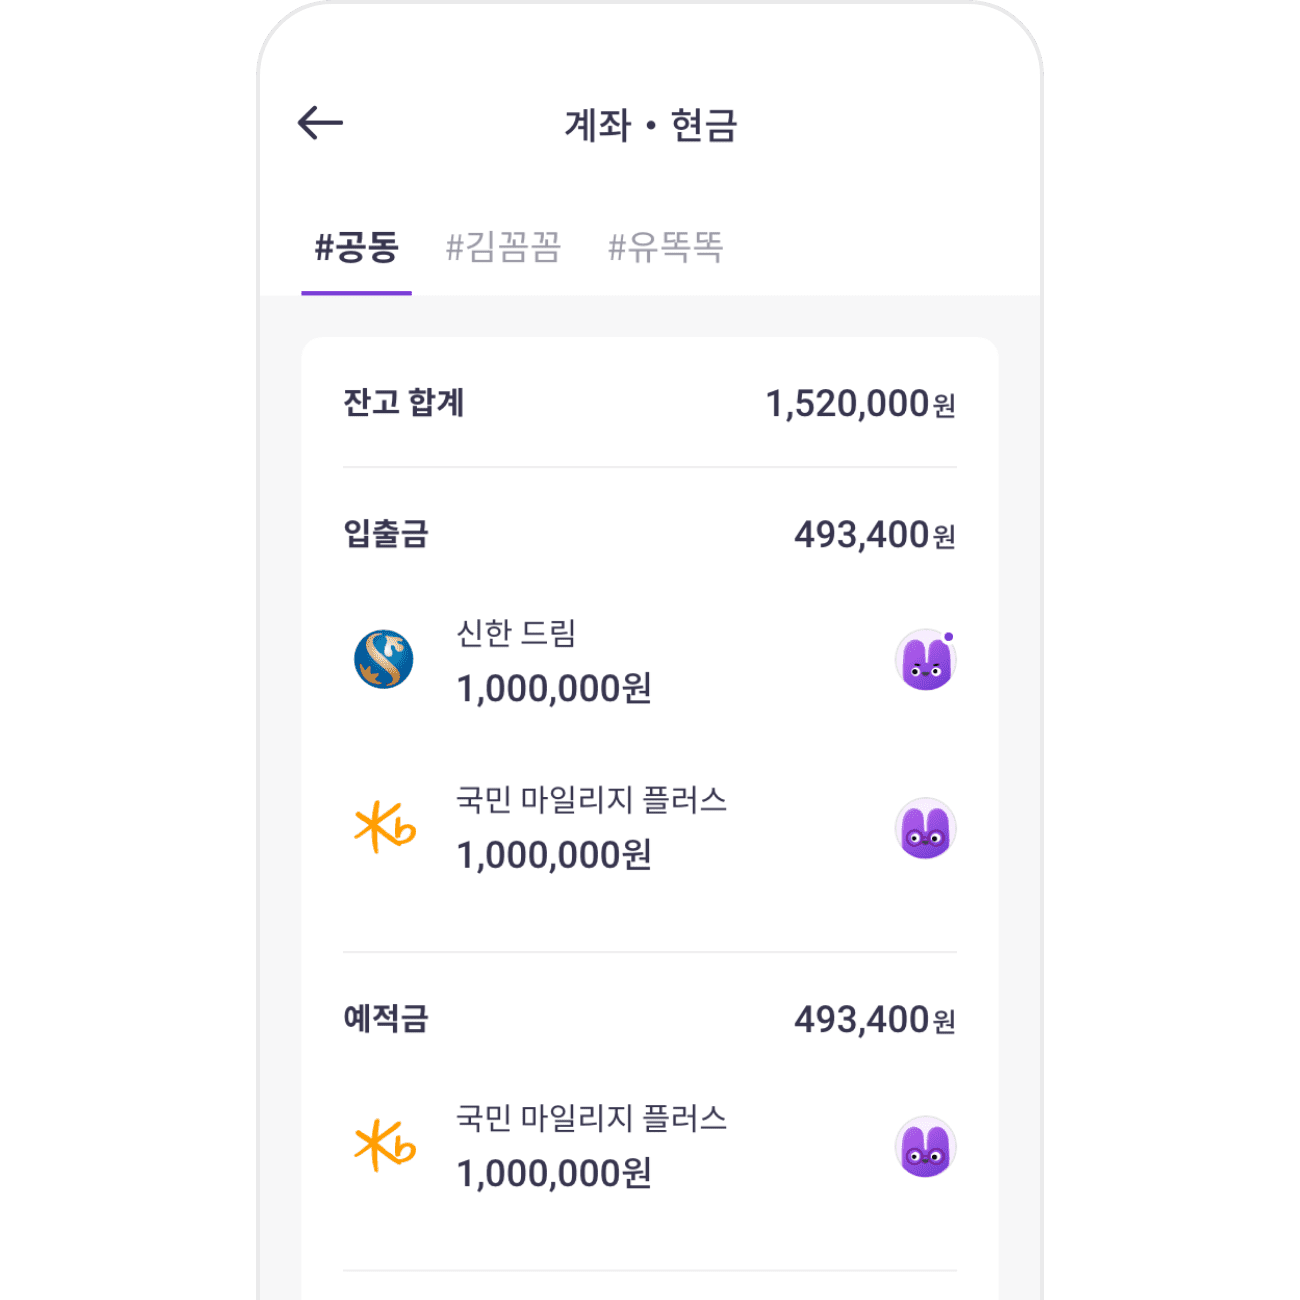 계좌 • 현금
#공동 #김꼼꼼 #유똑똑
잔고 합계 1,520,000원
입출금 493,400원
신한 드림
1,000,000원
국민 마일리지 플러스
1,000,000원
예적금 493,400원
국민 마일리지 플러스
1,000,000원